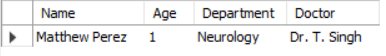 Name Age Department Doctor
Matthew Perez 1 Neurology Dr. T. Singh